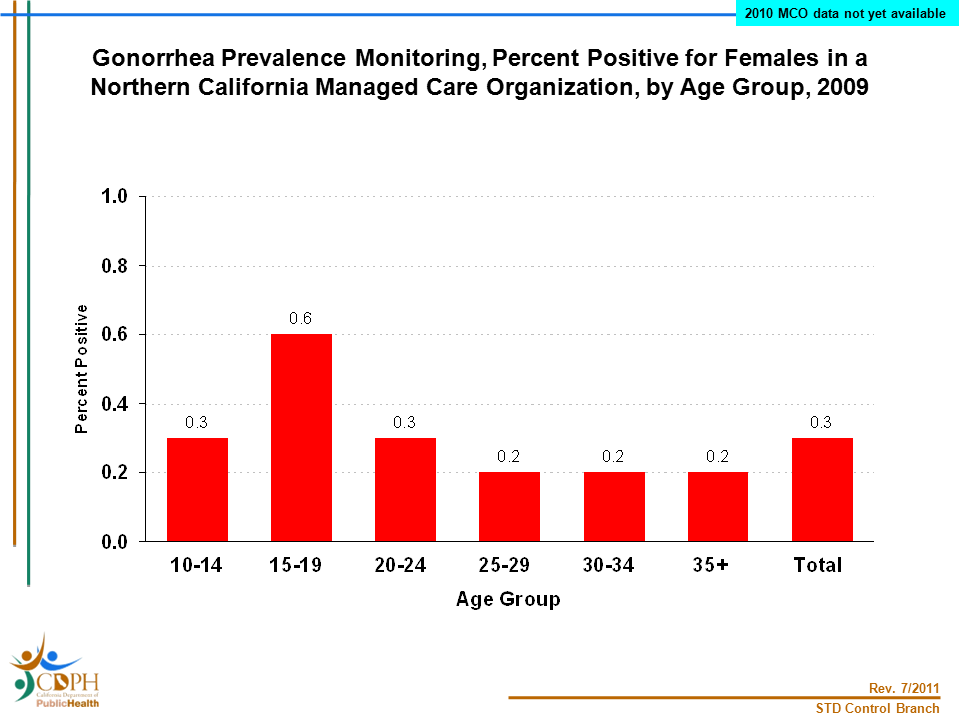 2010 MCO data not yet available
Gonorrhea Prevalence Monitoring, Percent Positive for Females in a
Northern California Managed Care Organization, by Age Group, 2009
Percent Positive
1.0
0.8
0.6
0.4
0.2
0.0
0.3
0.6
0.3
0.2
0.2
0.2
0.3
10-14 15-19 20-24 25-29 30-34 35+ Total
Age Group
CDPH
California Department of
PublicHealth
Rev. 7/2011
STD Control Branch